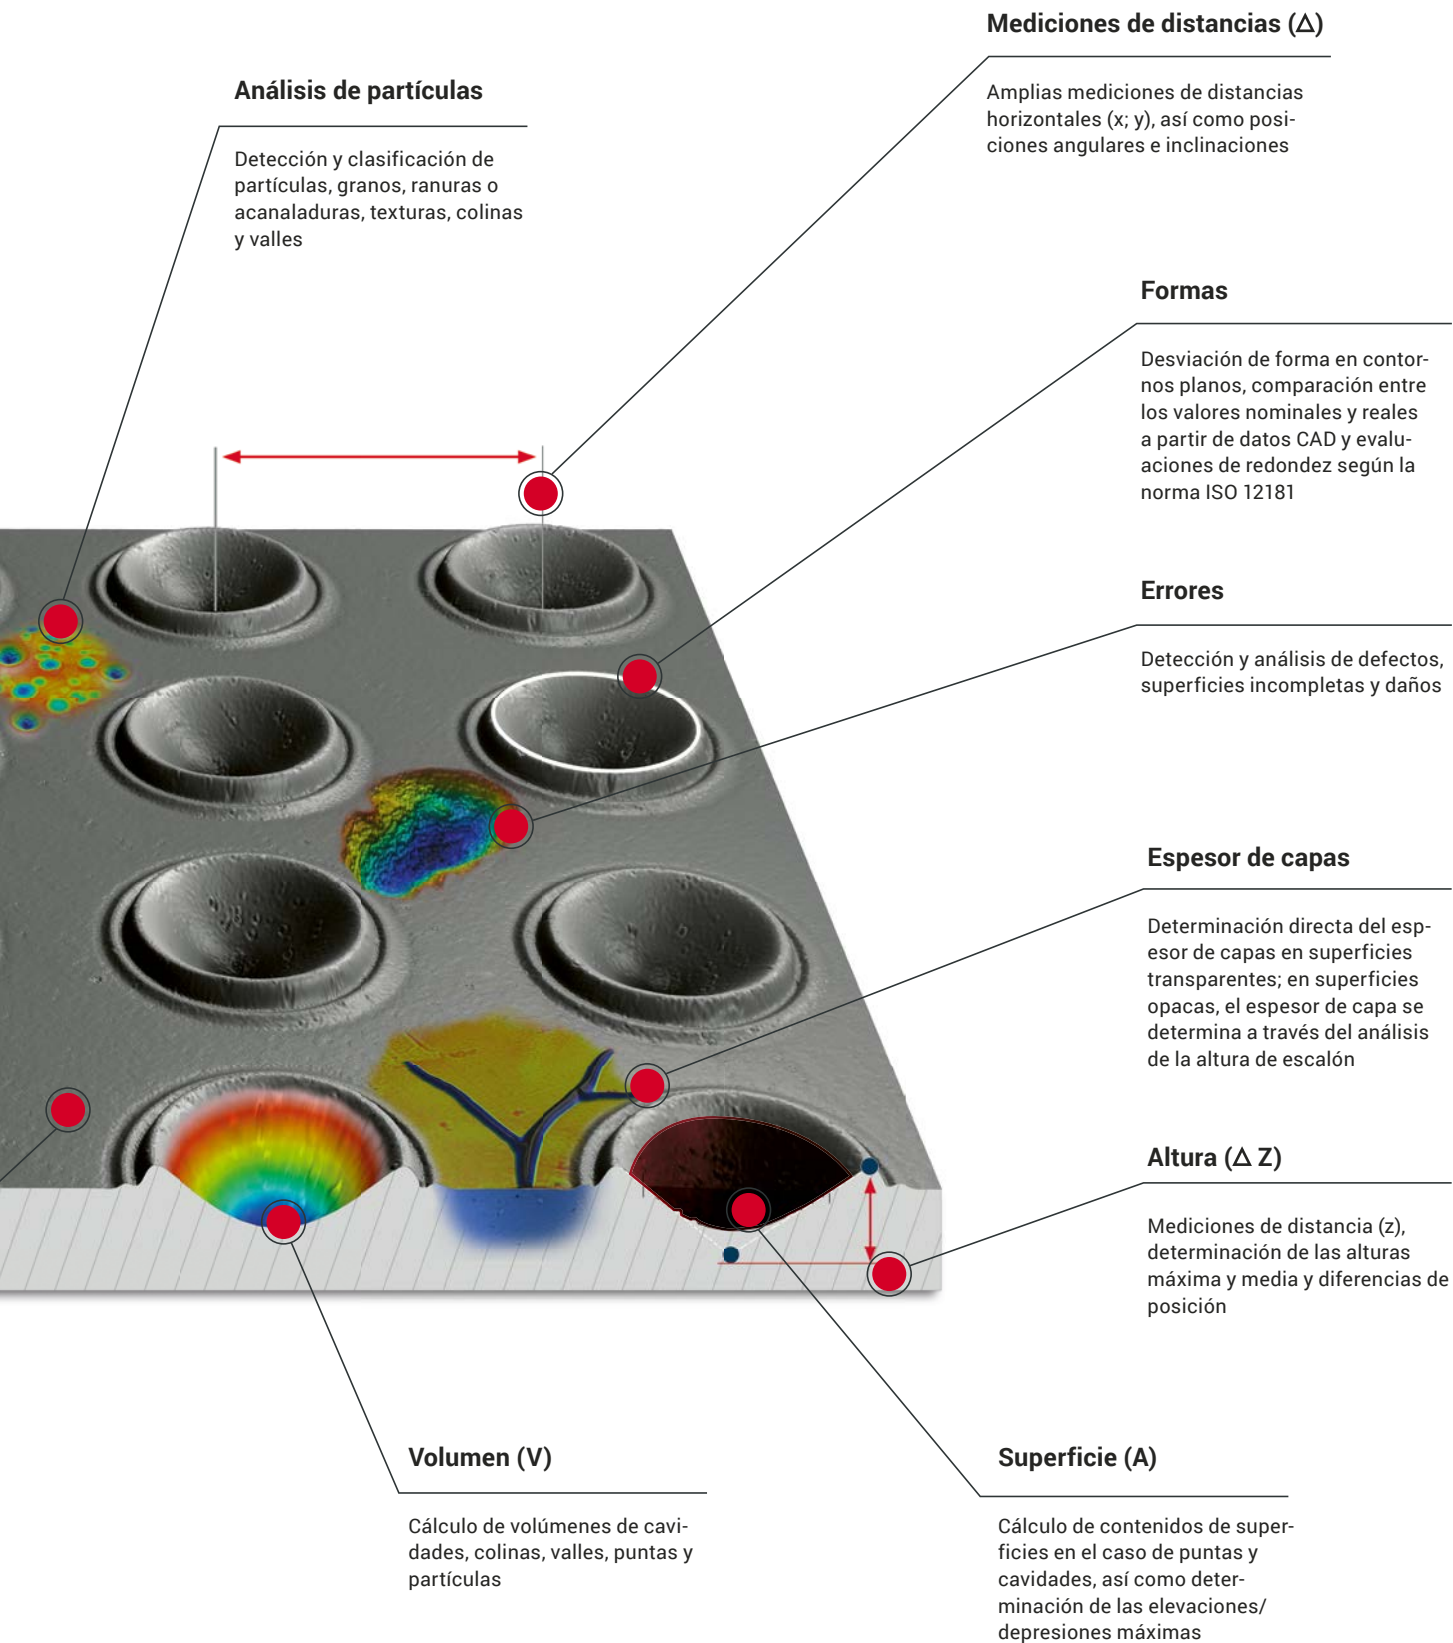 Mediciones de distancias (Δ)
Amplias mediciones de distancias
horizontales (x; y), así como posi-
ciones angulares e inclinaciones
Análisis de partículas
Detección y clasificación de
partículas, granos, ranuras o
acanaladuras, texturas, colinas
y valles
Formas
Desviación de forma en contor-
nos planos, comparación entre
los valores nominales y reales
a partir de datos CAD y evalu-
aciones de redondez según la
norma ISO 12181
Errores
Detección y análisis de defectos,
superficies incompletas y daños
Espesor de capas
Determinación directa del esp-
esor de capas en superficies
transparentes; en superficies
opacas, el espesor de capa se
determina a través del análisis
de la altura de escalón
Altura (Δ Z)
Mediciones de distancia (z),
determinación de las alturas
máxima y media y diferencias de
posición
Volumen (V)
Cálculo de volúmenes de cavi-
dades, colinas, valles, puntas y
partículas
Superficie (A)
Cálculo de contenidos de super-
ficies en el caso de puntas y
cavidades, así como deter-
minación de las elevaciones/
depresiones máximas